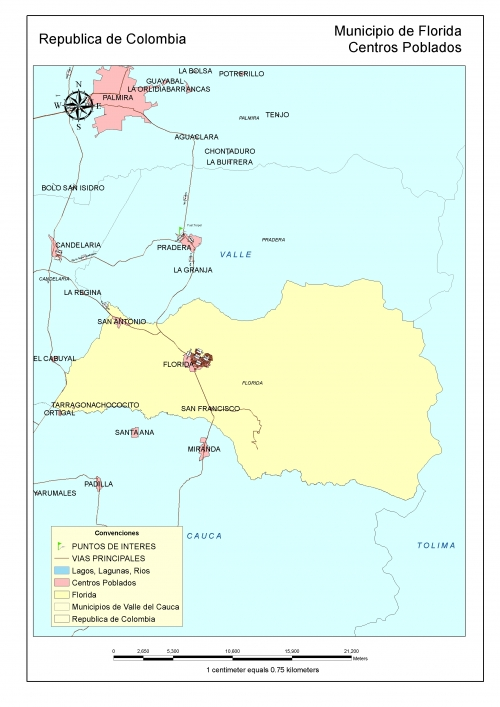 Republica de Colombia
Municipio de Florida
Centros Poblados
LA BOLSA
POTRERILLO
GUAYABAL
LA ORLIDIABARRANCAS
PALMIRA
N
W
E
S
PALMIRA
TENJO
AGUACLARA
CHONTADURO
LA BUITRERA
BOLO SAN ISIDRO
CANDELARIA
PRADERA
PRADERA
VALLE
LA GRANJA
CANDELARIA
LA REGINA
SAN ANTONIO
EL CABUYAL
FLORIDA
FLORIDA
TARRAGONACHOCOCITO
ORTIGAL
SAN FRANCISCO
SANTA ANA
MIRANDA
PADILLA
YARUMALES
CAUCA
TOLIMA
Convenciones
PUNTOS DE INTERES
VIAS PRINCIPALES
Lagos, Lagunas, Rios
Centros Poblados
Florida
Municipios de Valle del Cauca
Republica de Colombia
0 2,650 5,300 10,600 15,900 21,200
Meters
1 centimeter equals 0.75 kilometers